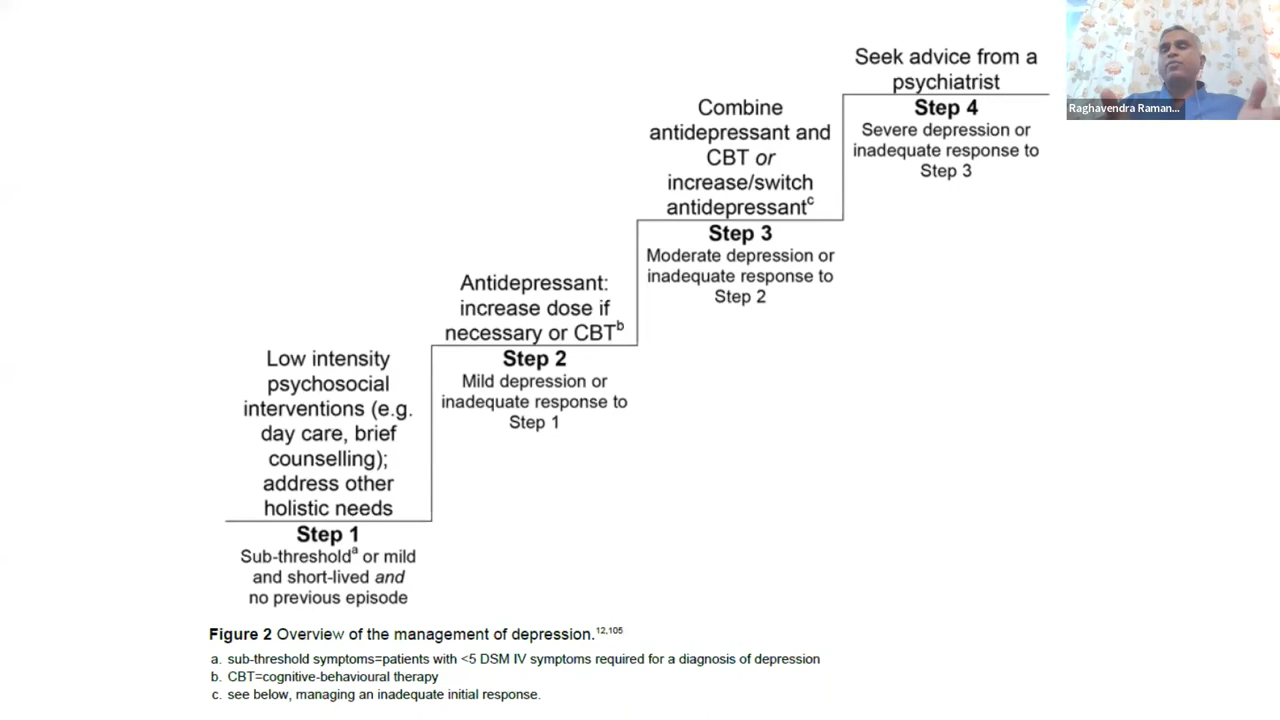 Seek advice from a
psychiatrist
Step 4
Severe depression or
inadequate response to
Step 3
Combine
antidepressant and
CBT or
increase/switch
antidepressantc
Step 3
Moderate depression or
inadequate response to
Step 2
Antidepressant:
increase dose if
necessary or CBTb
Step 2
Mild depression or
inadequate response to
Step 1
Low intensity
psychosocial
interventions (e.g.
day care, brief
counselling);
address other
holistic needs
Step 1
Sub-thresholda or mild
and short-lived and
no previous episode
Figure 2 Overview of the management of depression.12,105
a. sub-threshold symptoms=patients with <5 DSM IV symptoms required for a diagnosis of depression
b. CBT=cognitive-behavioural therapy
c. see below, managing an inadequate initial response.
Raghavendra Raman...